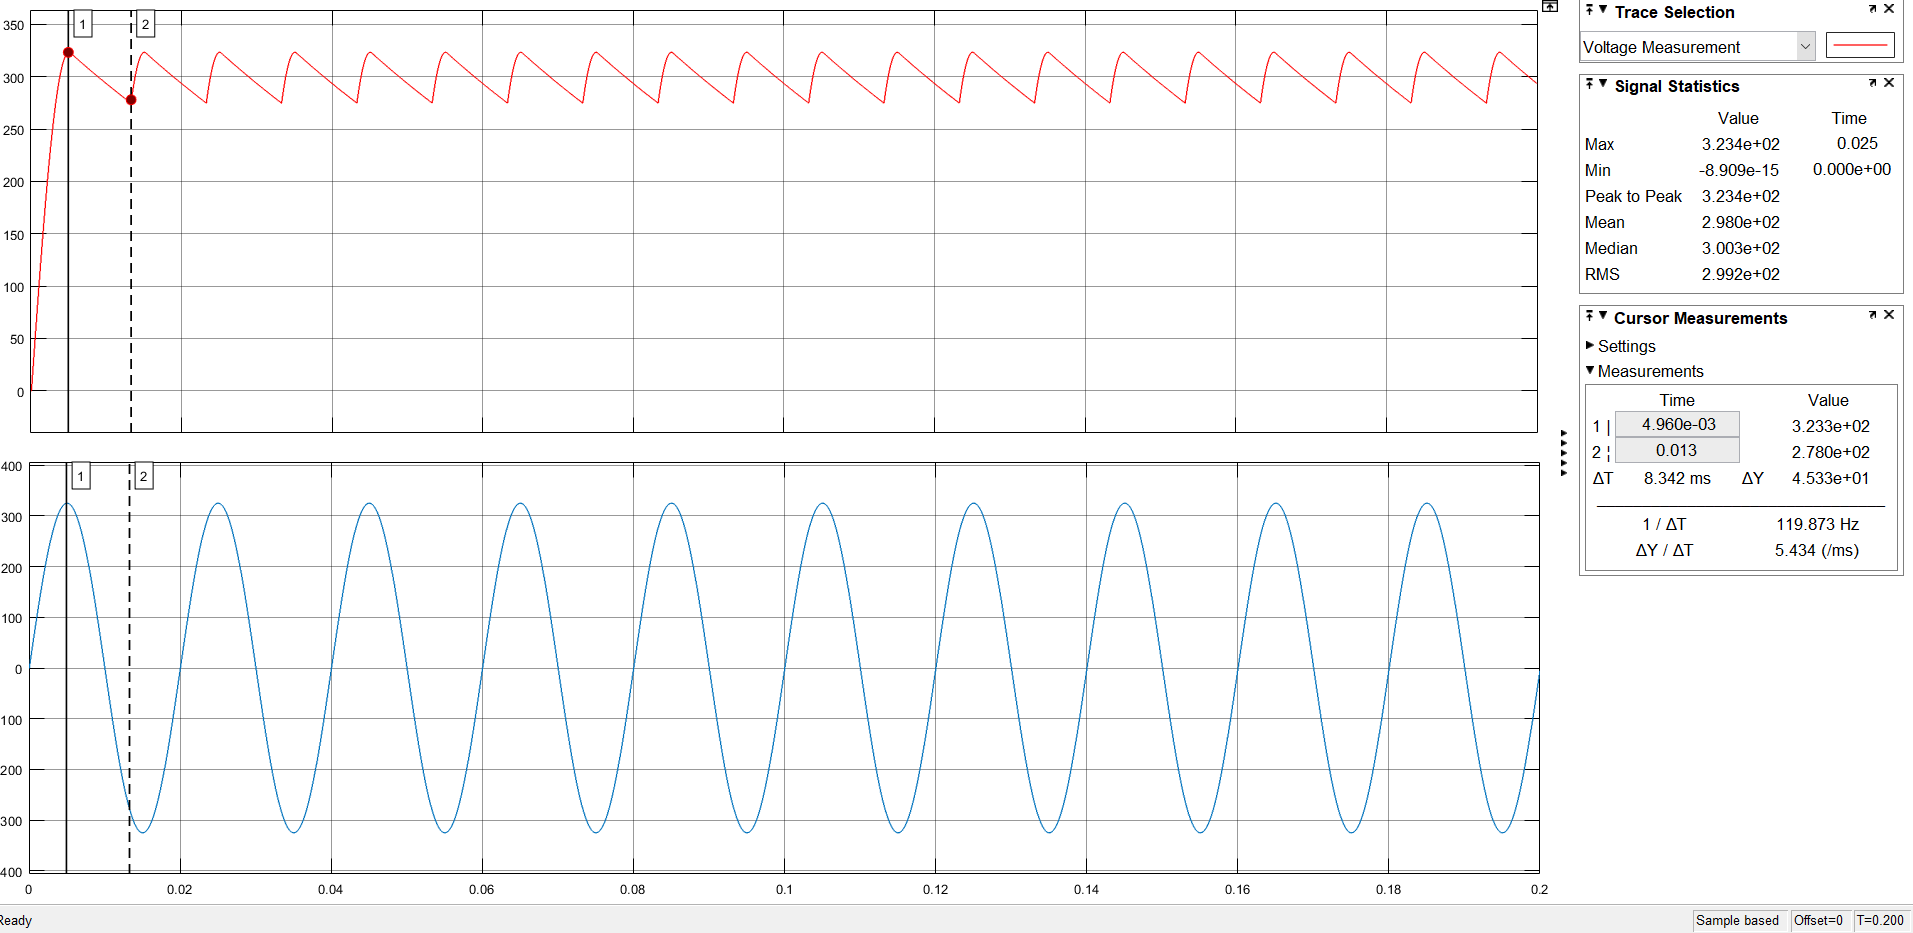 350
300
250
200
150
100
50
0
1
2
400
300
200
100
0
100
200
300
400
1
2
0 0.02 0.04 0.06 0.08 0.1 0.12 0.14 0.16 0.18 0.2
Trace Selection
Voltage Measurement
Signal Statistics
Value Time
Max 3.234e+02 0.025
Min -8.909e-15 0.000e+00
Peak to Peak 3.234e+02
Mean 2.980e+02
Median 3.003e+02
RMS 2.992e+02
Cursor Measurements
Settings
Measurements
Time Value
1 | 4.960e-03 3.233e+02
2 ¦ 0.013 2.780e+02
ΔT 8.342 ms ΔY 4.533e+01
1 / ΔT 119.873 Hz
ΔY / ΔT 5.434 (/ms)
Ready
Sample based Offset=0 T=0.200